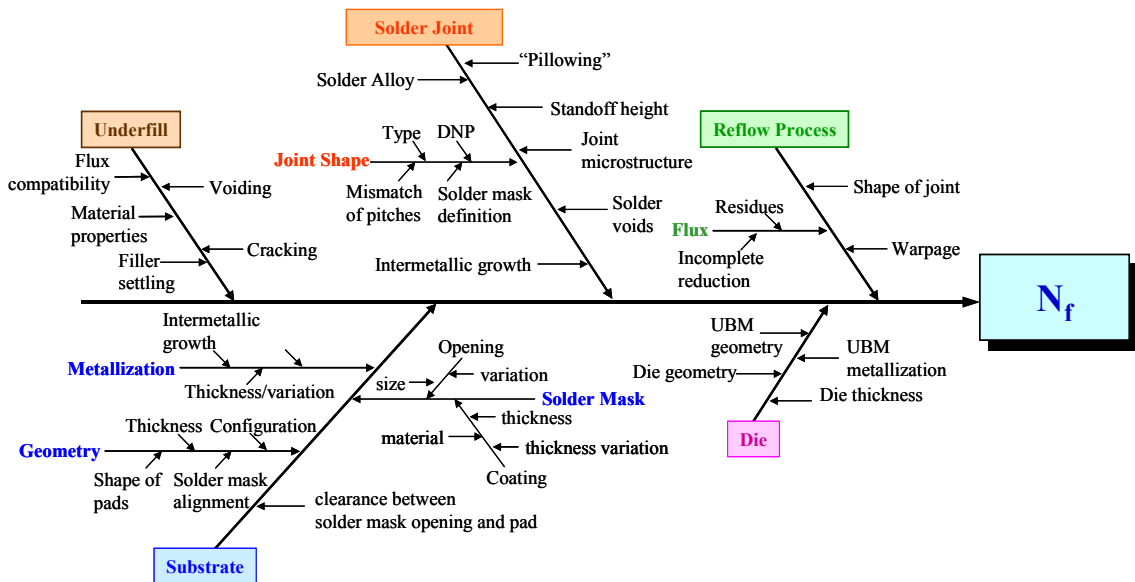 Solder Joint
“Pillowing”
Solder Alloy
Standoff height
Joint
microstructure
Type
DNP
Joint Shape
Mismatch
of pitches
Solder mask
definition
Solder
voids
Intermetallic growth
Underfill
Flux
compatibility
Voiding
Material
properties
Cracking
Filler
settling
Reflow Process
Shape of joint
Residues
Flux
Incomplete
reduction
Warpage
Nf
Intermetallic
growth
Metallization
Thickness/variation
Opening
size
variation
Solder Mask
thickness
material
thickness variation
Coating
Thickness
Configuration
Geometry
Shape of
pads
Solder mask
alignment
clearance between
solder mask opening and pad
Substrate
UBM
geometry
UBM
metallization
Die geometry
Die thickness
Die